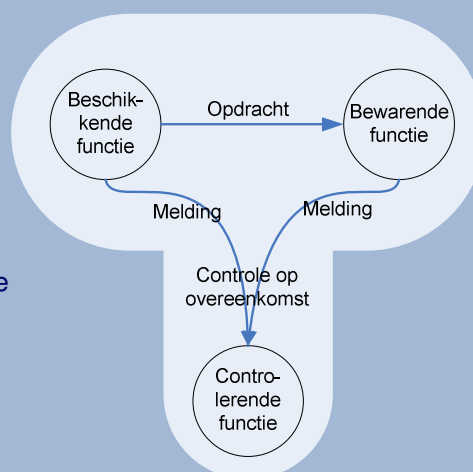 Beschik-
kende
functie
Opdracht
Bewarende
functie
Melding
Melding
e
Controle op
overeenkomst
Contro-
lerende
functie